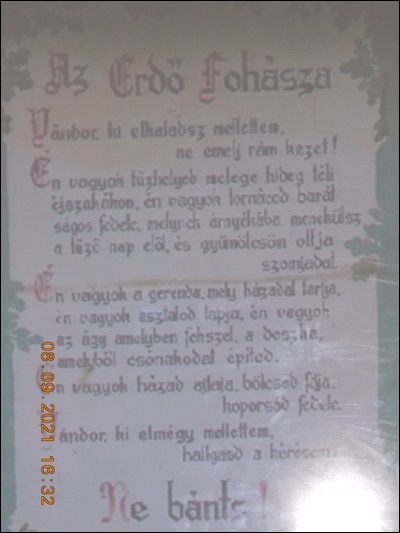 Az Erdő Fohásza
Vándor, ki elhaladsz mellettem,
ne emelj rám kezet!
Én vagyok tűzhelyed melege hideg téli
éjszakákon, én vagyok tornácod barát
ságos fedele, melynek árnyékába menekülsz
a tűző nap elől, és gyümölcsöm oltja
szomjadat.
Én vagyok a gerenda, mely házadat tartja,
én vagyok asztalod lapja, én vagyok
az ágy amelyben fekszel, a deszka,
amelyből csónakodat építed.
Én vagyok házad ajtaja, bölcsőd fája,
koporsód fedele.
Vándor, ki elmégy mellettem,
hallgasd a kérésem:
Ne bánts!
08.09.2021 16:32